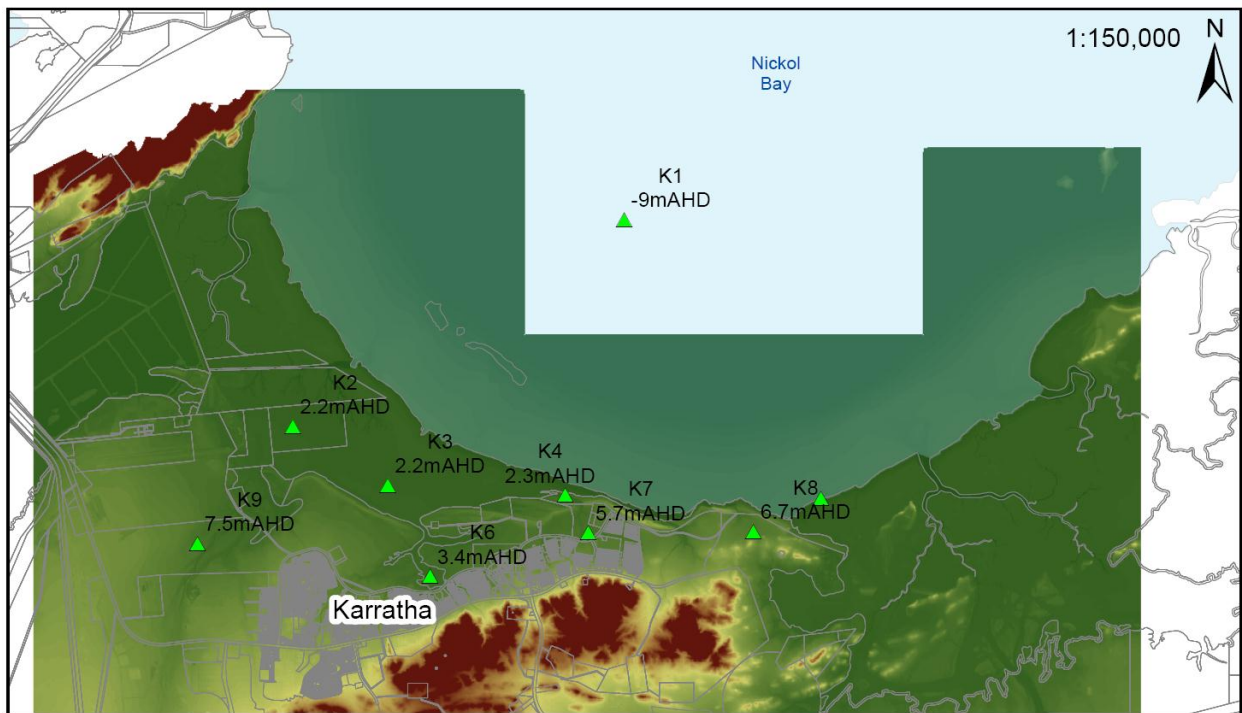 1:150,000
N
Nickol
Bay
K1
-9mAHD
K2
2.2mAHD
K3
2.2mAHD
K4
2.3mAHD
K7
5.7mAHD
K8
6.7mAHD
K9
7.5mAHD
K6
3.4mAHD
Karratha